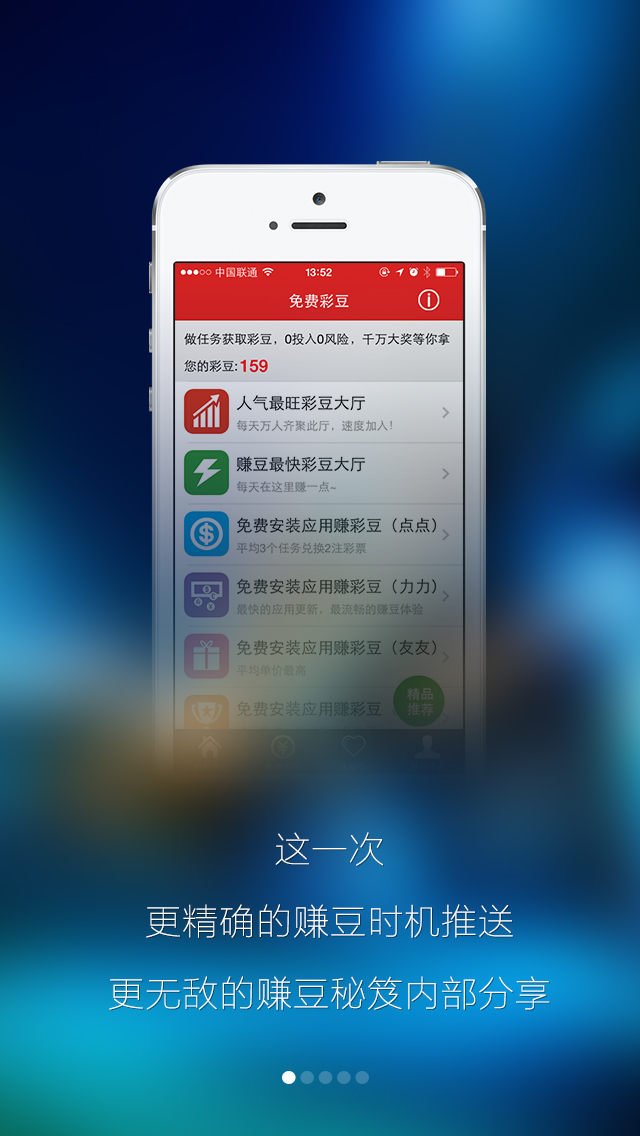 中国联通 13:52
免费彩豆
做任务获取彩豆，0投入0风险，千万大奖等你拿
您的彩豆:159
人气最旺彩豆大厅
每天万人齐聚此厅，速度加入！
赚豆最快彩豆大厅
每天在这里赚一点~
免费安装应用赚彩豆（点点）
平均3个任务兑换2注彩票
免费安装应用赚彩豆（力力）
最快的应用更新，最流畅的赚豆体验
免费安装应用赚彩豆（友友）
平均单价最高
免费安装应用赚彩豆（
精品
推荐
这一次
更精确的赚豆时机推送
更无敌的赚豆秘笈内部分享